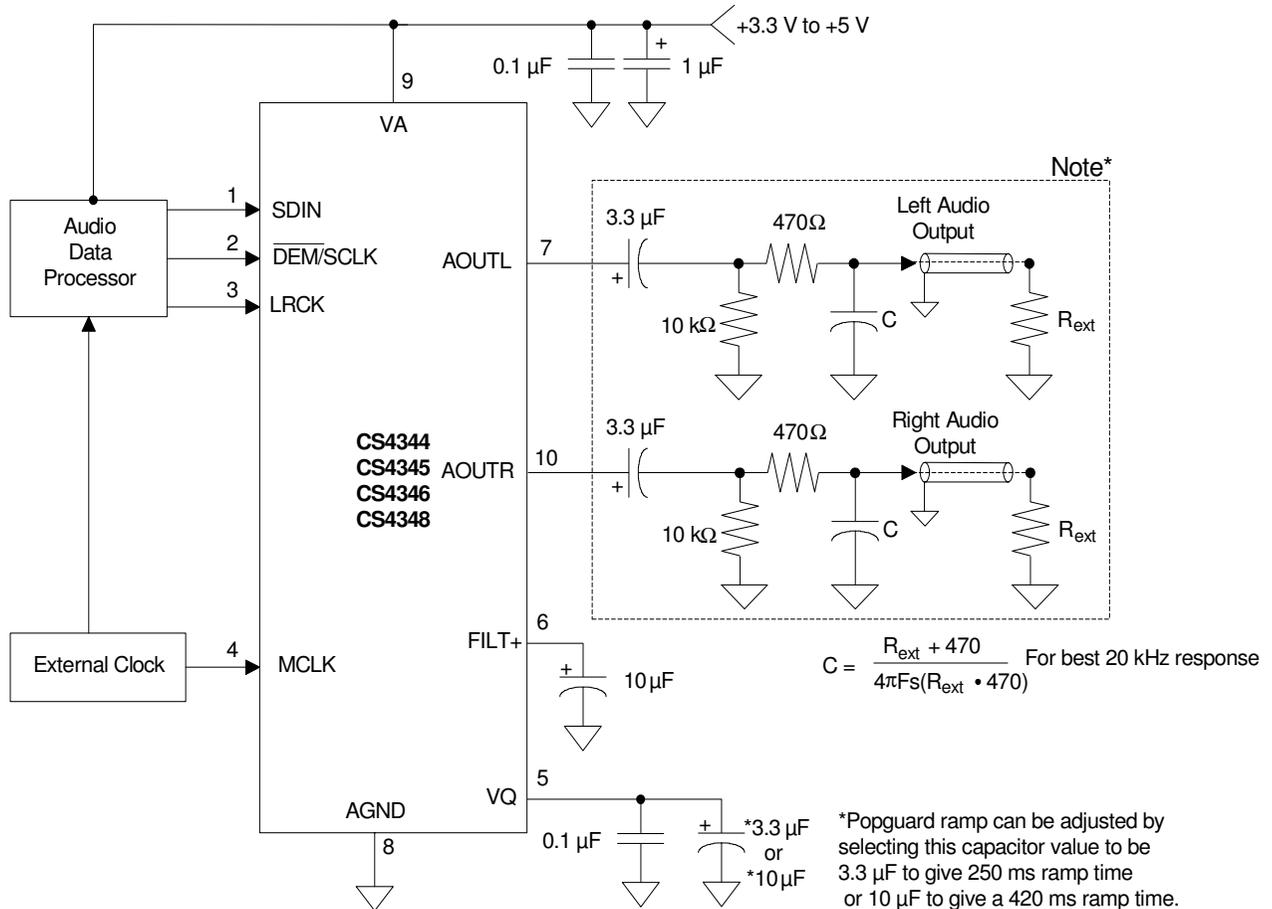 +3.3 V to +5 V
0.1 µF
+
1 µF
9
VA
Note*
Audio
Data
Processor
1
SDIN
2
DEM/SCLK
3
LRCK
AOUTL
7
3.3 µF
+
10 kΩ
470Ω
C
Left Audio
Output
Rext
CS4344
CS4345
CS4346
CS4348
AOUTR
10
3.3 µF
+
10 kΩ
470Ω
C
Right Audio
Output
Rext
External Clock
4
MCLK
FILT+
6
+
10 µF
C = Rext + 470 / 4πFs(Rext • 470) For best 20 kHz response
VQ
5
0.1 µF
+
*3.3 µF
or
*10 µF
AGND
8
*Popguard ramp can be adjusted by
selecting this capacitor value to be
3.3 µF to give 250 ms ramp time
or 10 µF to give a 420 ms ramp time.